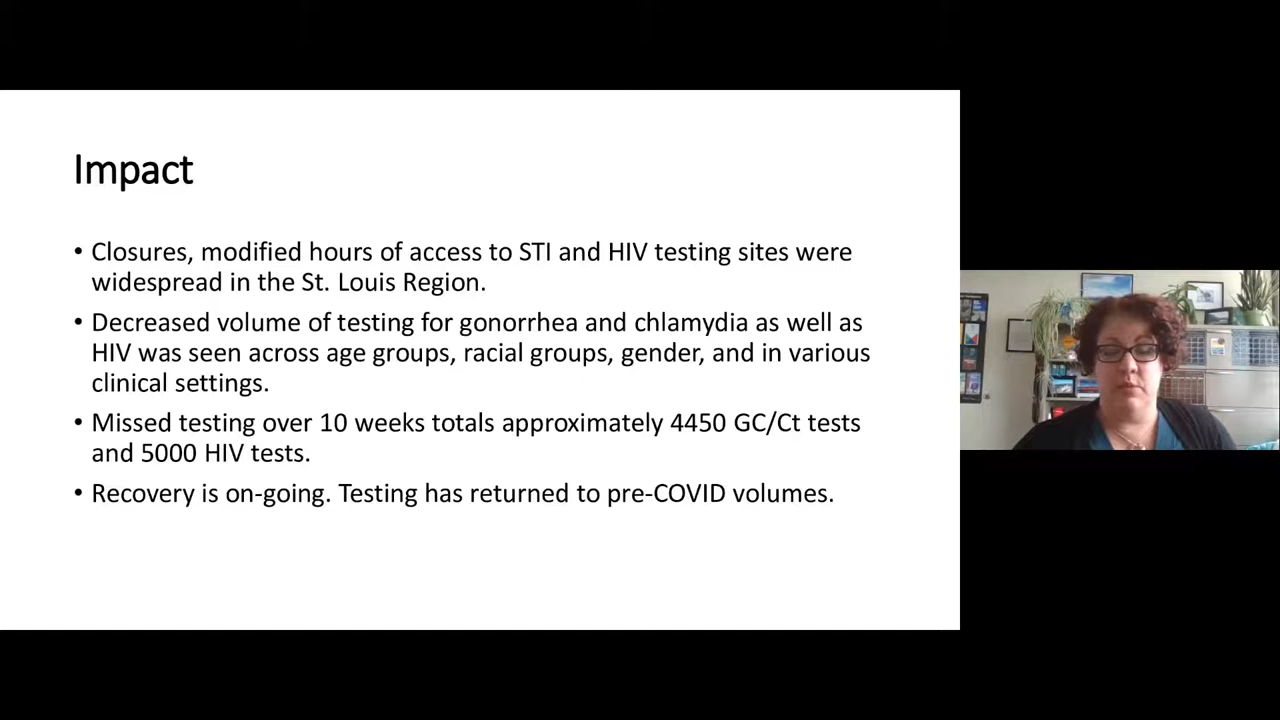 Impact
• Closures, modified hours of access to STI and HIV testing sites were
widespread in the St. Louis Region.
• Decreased volume of testing for gonorrhea and chlamydia as well as
HIV was seen across age groups, racial groups, gender, and in various
clinical settings.
• Missed testing over 10 weeks totals approximately 4450 GC/Ct tests
and 5000 HIV tests.
• Recovery is on-going. Testing has returned to pre-COVID volumes.